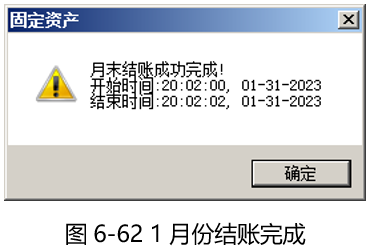 固定资产
月末结账成功完成!
开始时间:20:02:00, 01-31-2023
结束时间:20:02:02, 01-31-2023
确定
图 6-62 1 月份结账完成